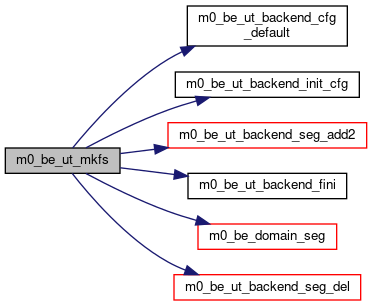 m0_be_ut_backend_cfg
_default
m0_be_ut_backend_init_cfg
m0_be_ut_backend_seg_add2
m0_be_ut_mkfs
m0_be_ut_backend_fini
m0_be_domain_seg
m0_be_ut_backend_seg_del